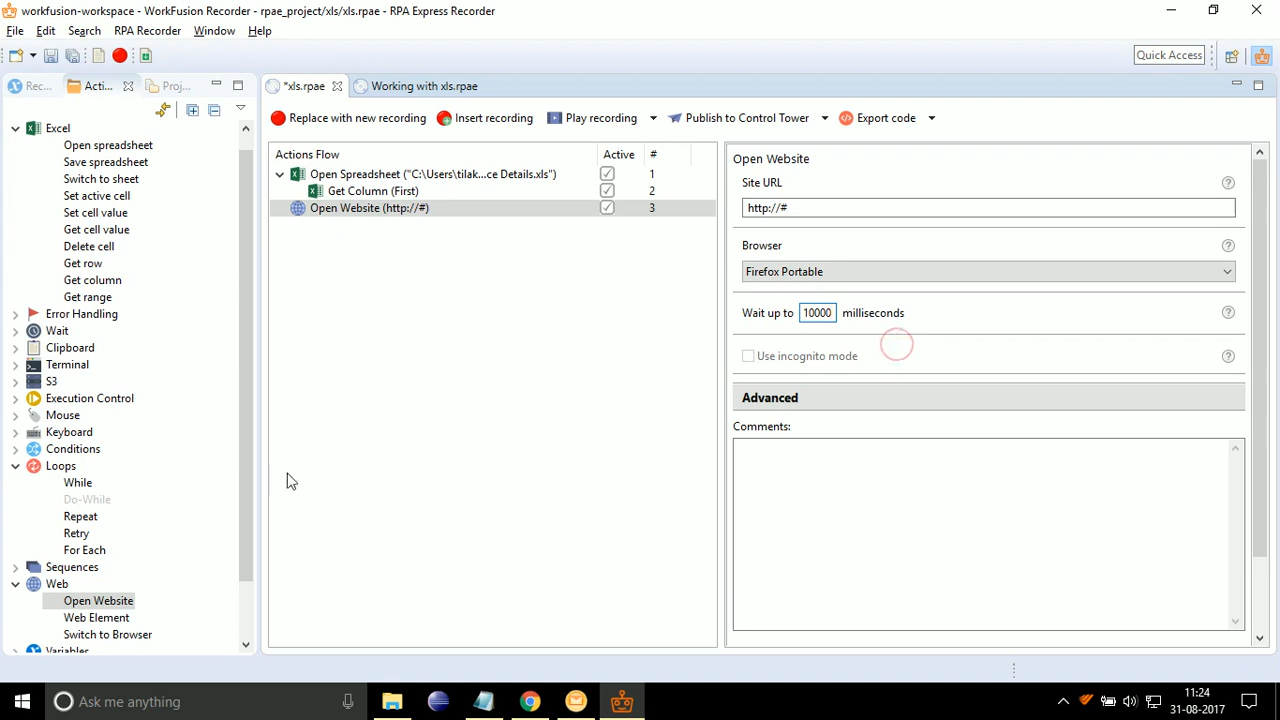 workfusion-workspace - WorkFusion Recorder - rpae_project/xls/xls.rpae - RPA Express Recorder
File Edit Search RPA Recorder Window Help
Quick Access
Rec... Acti... Proj...
*xls.rpae Working with xls.rpae
Replace with new recording Insert recording Play recording Publish to Control Tower Export code
Excel
Open spreadsheet
Save spreadsheet
Switch to sheet
Set active cell
Set cell value
Get cell value
Delete cell
Get row
Get column
Get range
Error Handling
Wait
Clipboard
Terminal
S3
Execution Control
Mouse
Keyboard
Conditions
Loops
While
Do-While
Repeat
Retry
For Each
Sequences
Web
Open Website
Web Element
Switch to Browser
Variables
Actions Flow Active #
Open Spreadsheet ("C:\Users\tilak...ce Details.xls") 1
Get Column (First) 2
Open Website (http://#) 3
Open Website
Site URL
http://#
Browser
Firefox Portable
Wait up to 10000 milliseconds
Use incognito mode
Advanced
Comments:
Ask me anything
11:24
31-08-2017